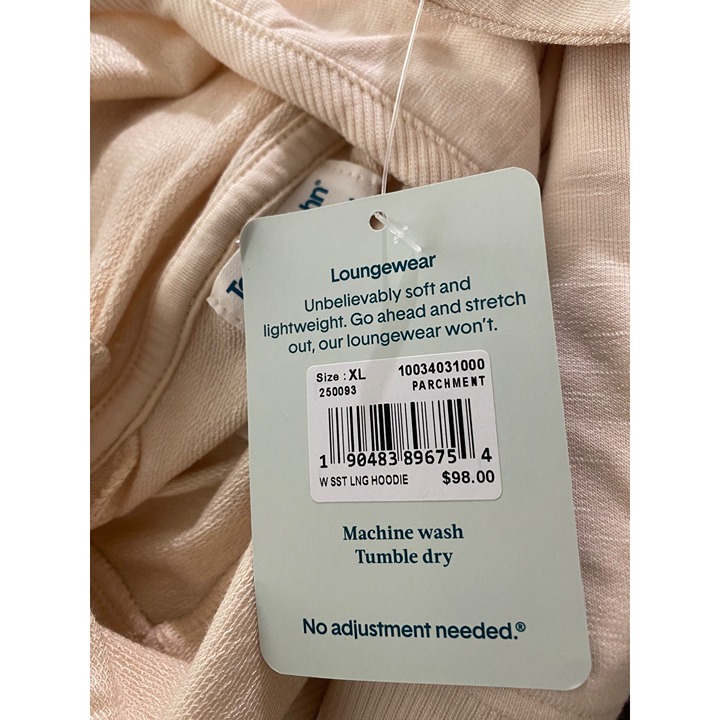 Loungewear
Unbelievably soft and
lightweight. Go ahead and stretch
out, our loungewear won't.
Size : XL 10034031000
250093 PARCHMENT
1 90483 89675 4
W SST LNG HOODIE $98.00
Machine wash
Tumble dry
No adjustment needed.®